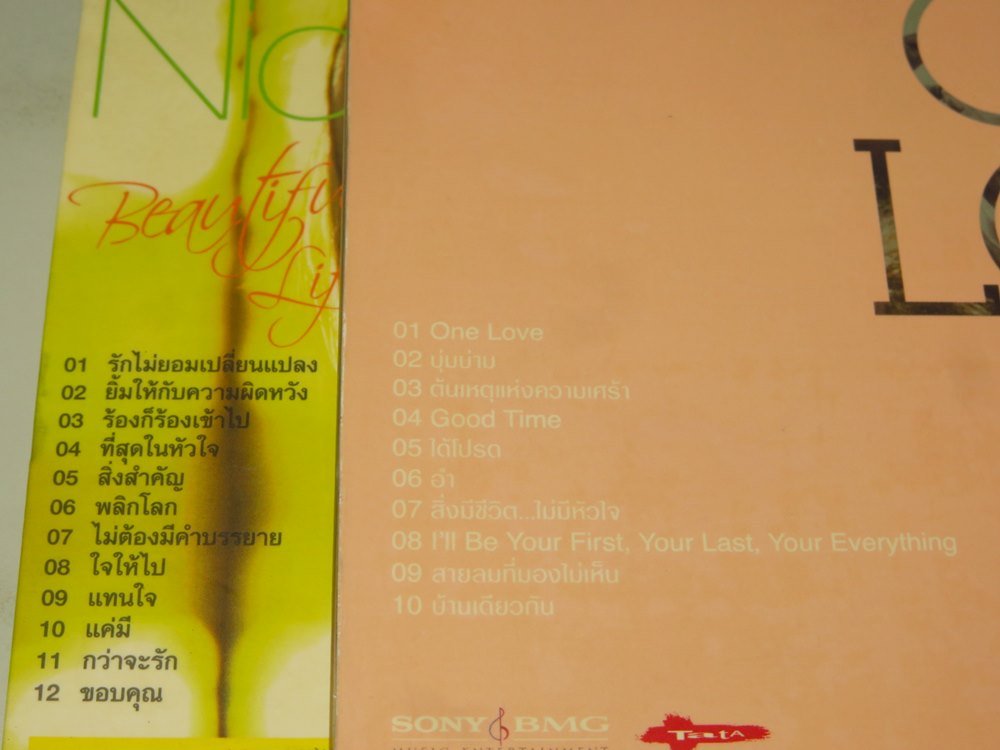 Nic
Beautiful
Lif
01 รักไม่ยอมเปลี่ยนแปลง
02 ยิ้มให้กับความผิดหวัง
03 ร้องก็ร้องเข้าไป
04 ที่สุดในหัวใจ
05 สิ่งสำคัญ
06 พลิกโลก
07 ไม่ต้องมีคำบรรยาย
08 ใจให้ไป
09 แทนใจ
10 แค่มี
11 กว่าจะรัก
12 ขอบคุณ
Lo
01 One Love
02 บุ่มบ่าม
03 ต้นเหตุแห่งความเศร้า
04 Good Time
05 ได้โปรด
06 อำ
07 สิ่งมีชีวิต...ไม่มีหัวใจ
08 I'll Be Your First, Your Last, Your Everything
09 สายลมที่มองไม่เห็น
10 บ้านเดียวกัน
SONY BMG
MUSIC ENTERTAINMENT
TATA